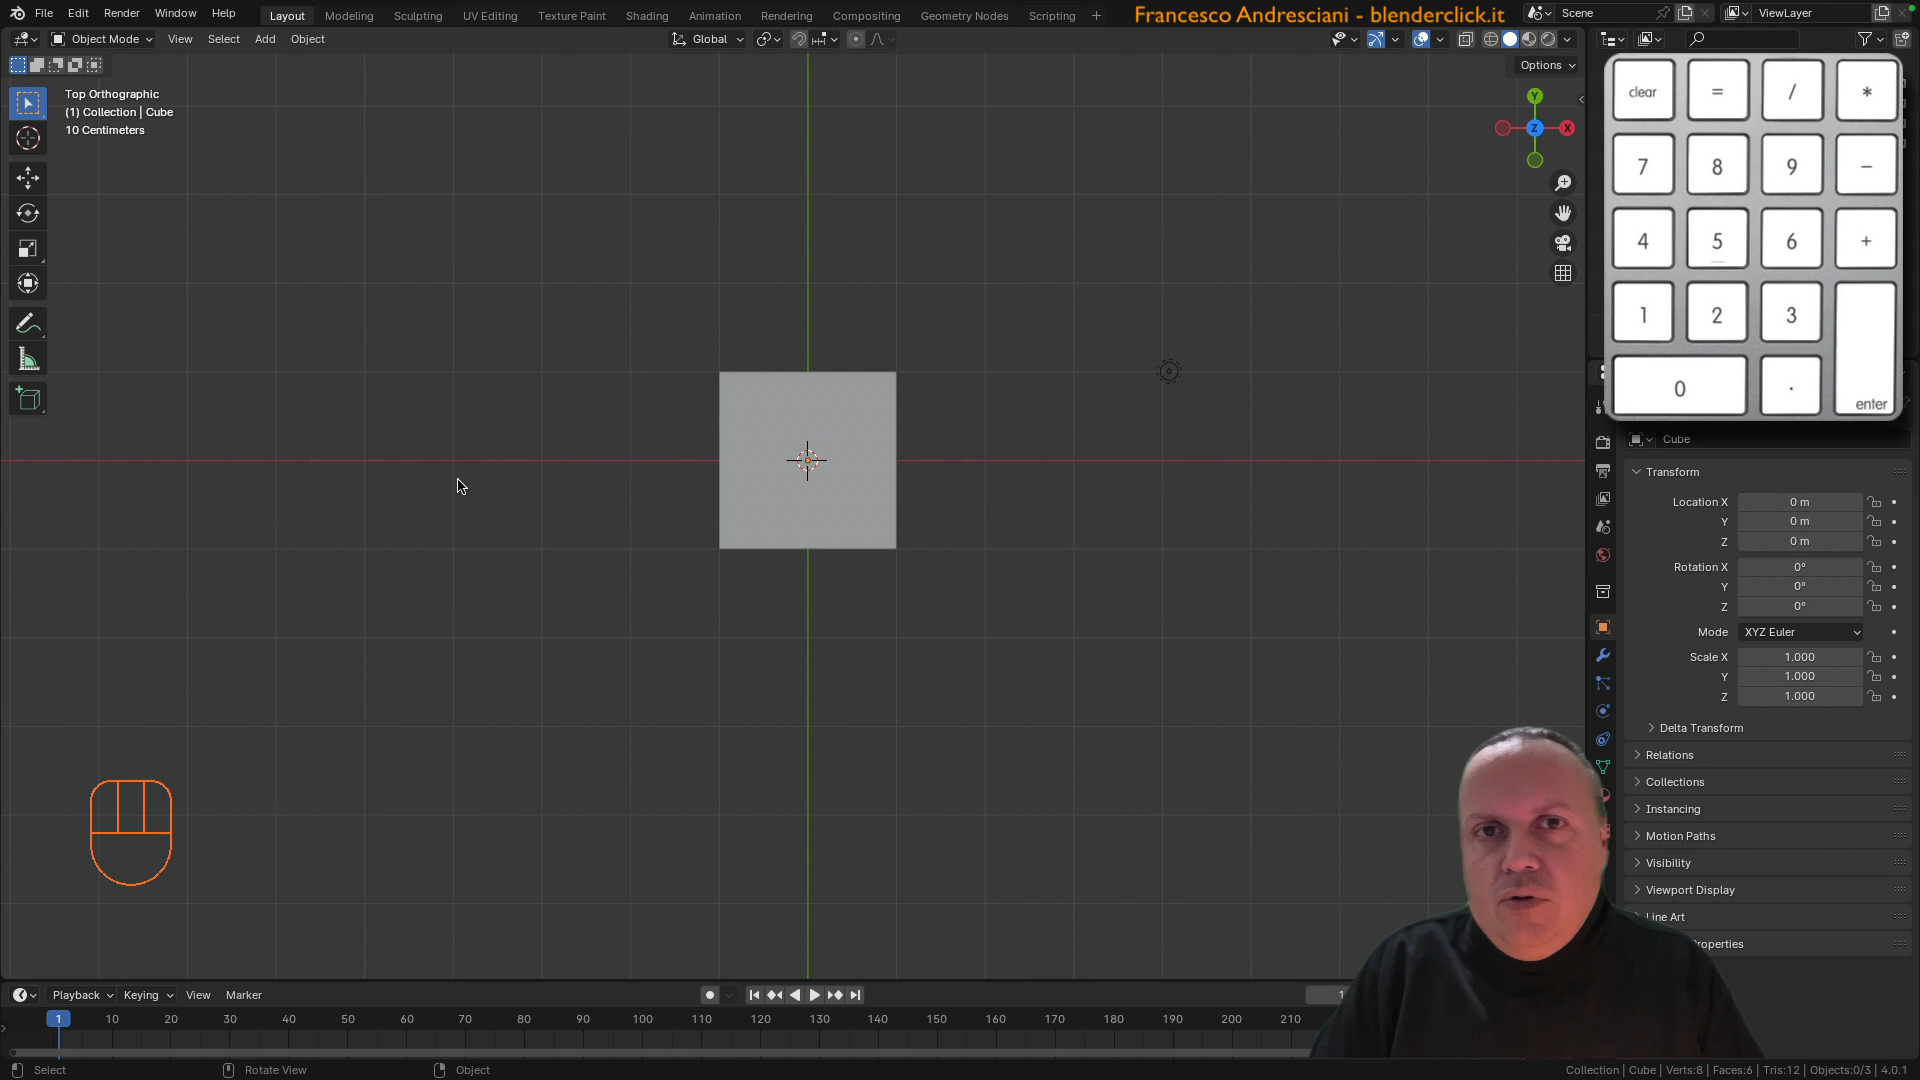 File Edit Render Window Help
Layout Modeling Sculpting UV Editing Texture Paint Shading Animation Rendering Compositing Geometry Nodes Scripting +
Francesco Andresciani - blenderclick.it
Scene
ViewLayer
Object Mode View Select Add Object
Global
Options
Top Orthographic
(1) Collection | Cube
10 Centimeters
Y
Z X
clear = / *
7 8 9 −
4 5 6 +
1 2 3
0 . enter
Cube
Transform
Location X 0 m
Y 0 m
Z 0 m
Rotation X 0°
Y 0°
Z 0°
Mode XYZ Euler
Scale X 1.000
Y 1.000
Z 1.000
Delta Transform
Relations
Collections
Instancing
Motion Paths
Visibility
Viewport Display
Line Art
Properties
Playback Keying View Marker
1
1 10 20 30 40 50 60 70 80 90 100 110 120 130 140 150 160 170 180 190 200 210
Select Rotate View Object
Collection | Cube | Verts:8 | Faces:6 | Tris:12 | Objects:0/3 | 4.0.1